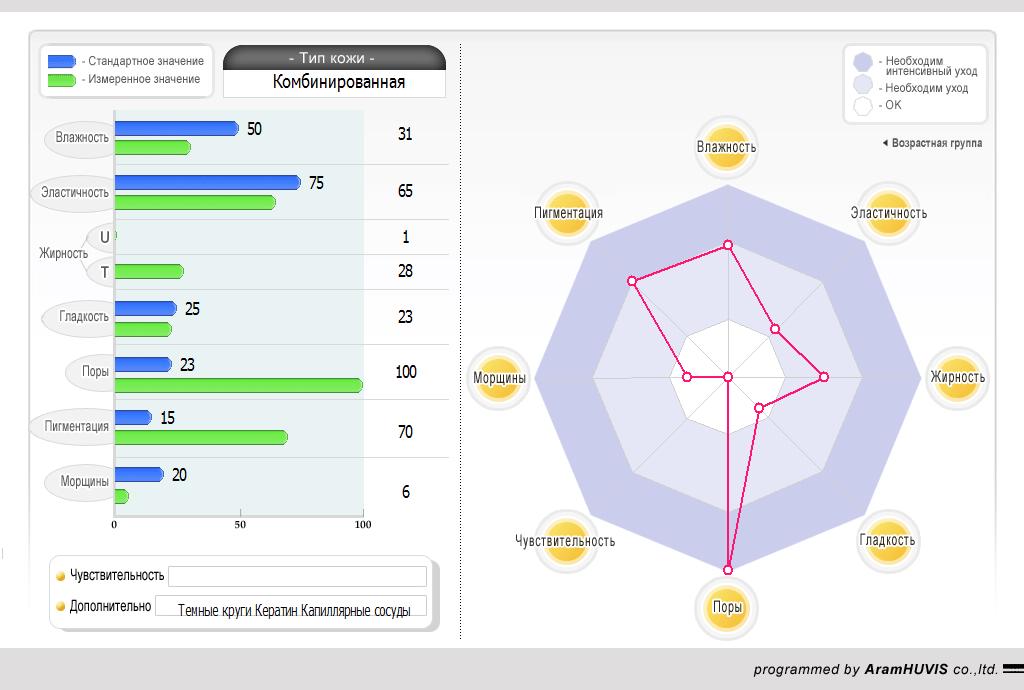 - Стандартное значение
- Измеренное значение
- Тип кожи -
Комбинированная
Влажность
50
31
Эластичность
75
65
Жирность
U
1
T
28
Гладкость
25
23
Поры
23
100
Пигментация
15
70
Морщины
20
6
0
50
100
Чувствительность
Дополнительно
Темные круги Кератин Капиллярные сосуды
- Необходим
интенсивный уход
- Необходим уход
- OK
Возрастная группа
Влажность
Пигментация
Эластичность
Морщины
Жирность
Чувствительность
Гладкость
Поры
programmed by AramHUVIS co.,ltd.